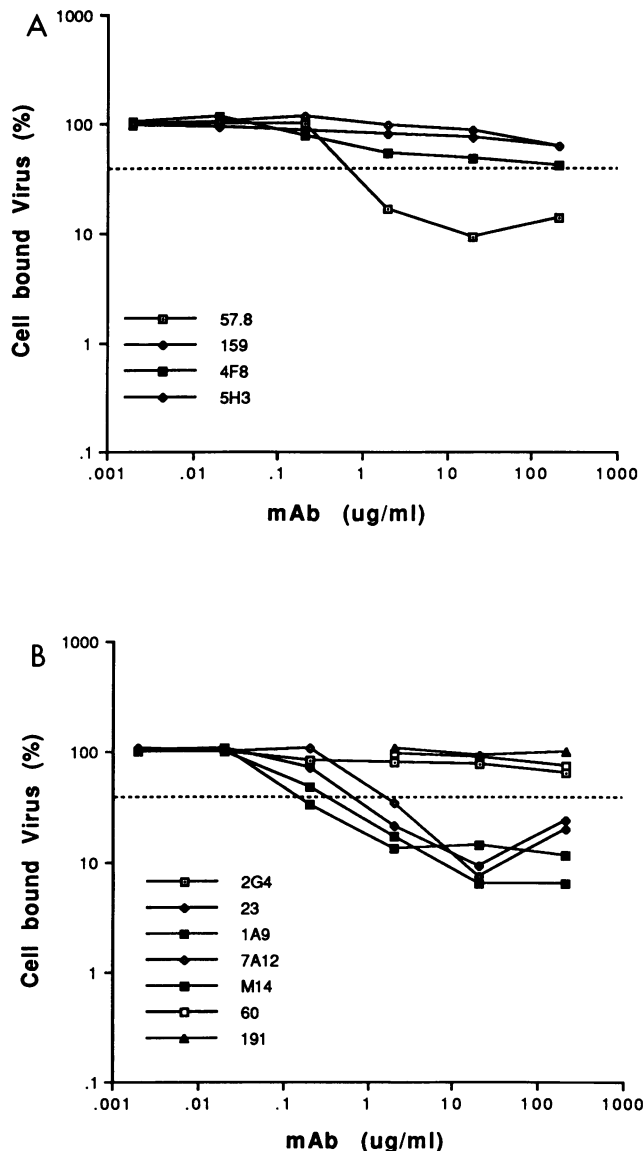 A
1000
100
10
1
.1
Cell bound Virus (%)
57.8
159
4F8
5H3
.001 .01 .1 1 10 100 1000
mAb (ug/ml)
B
1000
100
10
1
.1
Cell bound Virus (%)
2G4
23
1A9
7A12
M14
60
191
.001 .01 .1 1 10 100 1000
mAb (ug/ml)